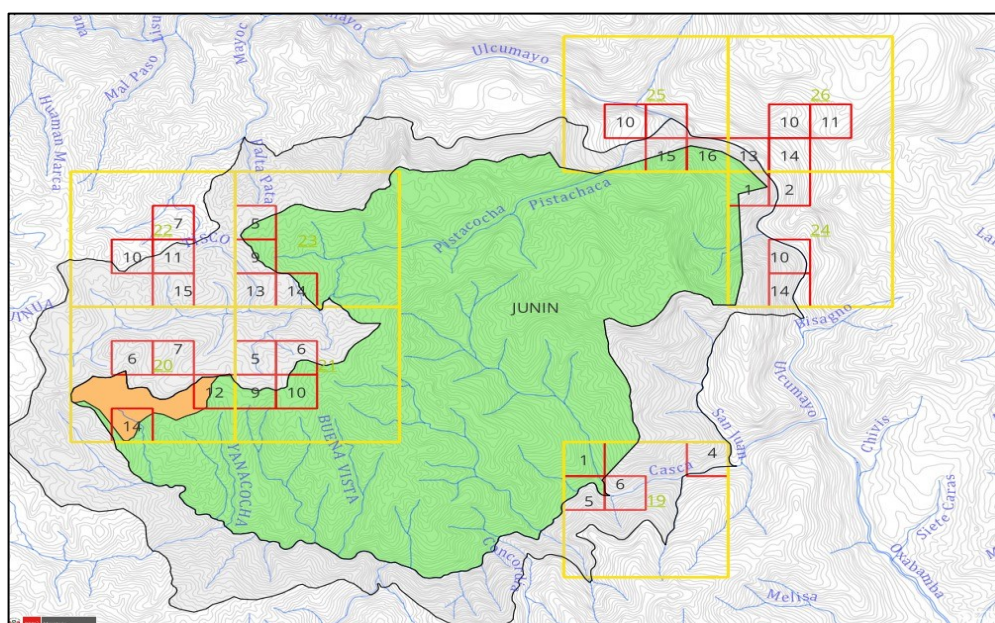 Huaman Marca
Mal Paso
Mayoc
Palta Pata
Ulcumayo
25
26
10
10
11
15
16
13
14
1
2
Pistacocha
Pistachaca
7
5
22
23
24
10
11
9
10
15
13
14
14
JUNIN
Bisagno
Ulcumayo
6
7
5
6
20
21
12
9
10
14
YANACOCHA
BUENA VISTA
San Juan
Chivis
1
4
Casca
6
5
19
Siete Caras
Oxabamba
Melisa